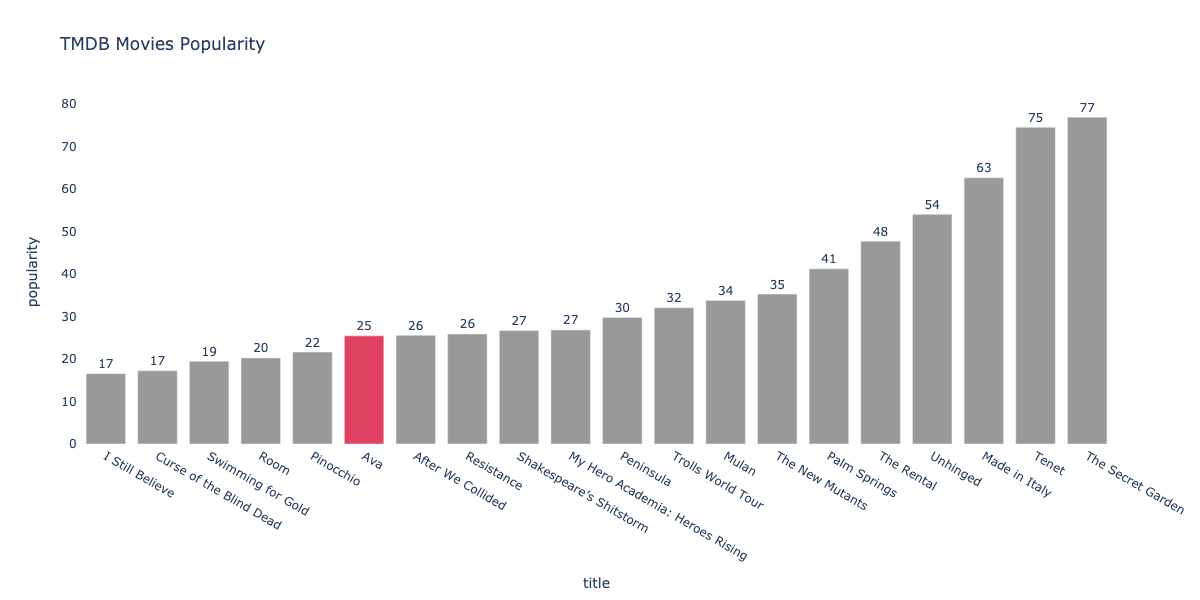 TMDB Movies Popularity
80
70
60
50
40
30
20
10
0
popularity
17
17
19
20
22
25
26
26
27
27
30
32
34
35
41
48
54
63
75
77
I Still Believe
Curse of the Blind Dead
Swimming for Gold
Room
Pinocchio
Ava
After We Collided
Resistance
Shakespeare's Shitstorm
My Hero Academia: Heroes Rising
Peninsula
Trolls World Tour
Mulan
The New Mutants
Palm Springs
The Rental
Unhinged
Made in Italy
Tenet
The Secret Garden
title